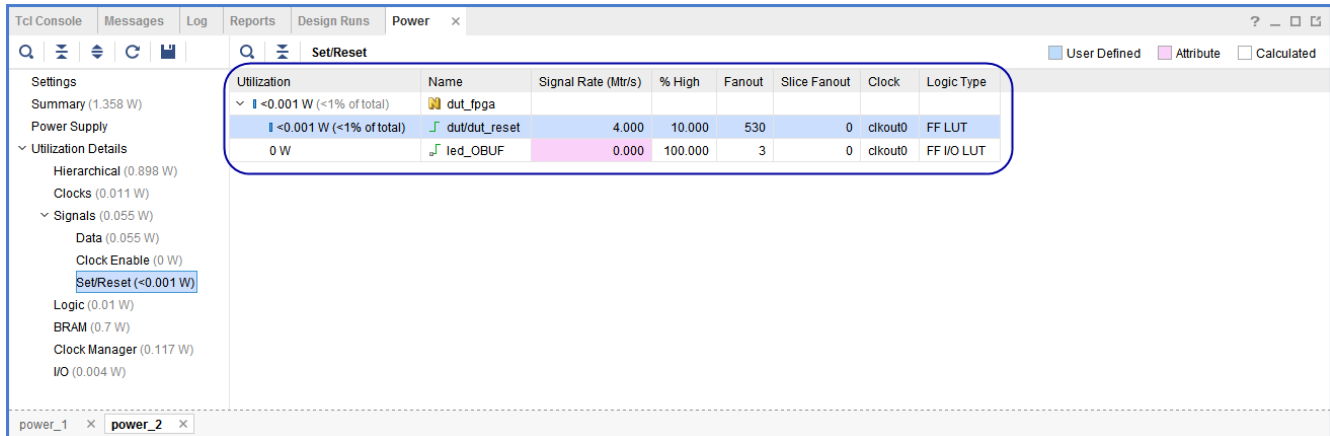 Tcl Console Messages Log Reports Design Runs Power × ? _
Set/Reset User Defined Attribute Calculated
Settings
Summary (1.358 W)
Power Supply
Utilization Details
Hierarchical (0.898 W)
Clocks (0.011 W)
Signals (0.055 W)
Data (0.055 W)
Clock Enable (0 W)
Set/Reset (<0.001 W)
Logic (0.01 W)
BRAM (0.7 W)
Clock Manager (0.117 W)
I/O (0.004 W)
Utilization Name Signal Rate (Mtr/s) % High Fanout Slice Fanout Clock Logic Type
<0.001 W (<1% of total) dut_fpga
<0.001 W (<1% of total) dut/dut_reset 4.000 10.000 530 0 clkout0 FF LUT
0 W led_OBUF 0.000 100.000 3 0 clkout0 FF I/O LUT
power_1 × power_2 ×